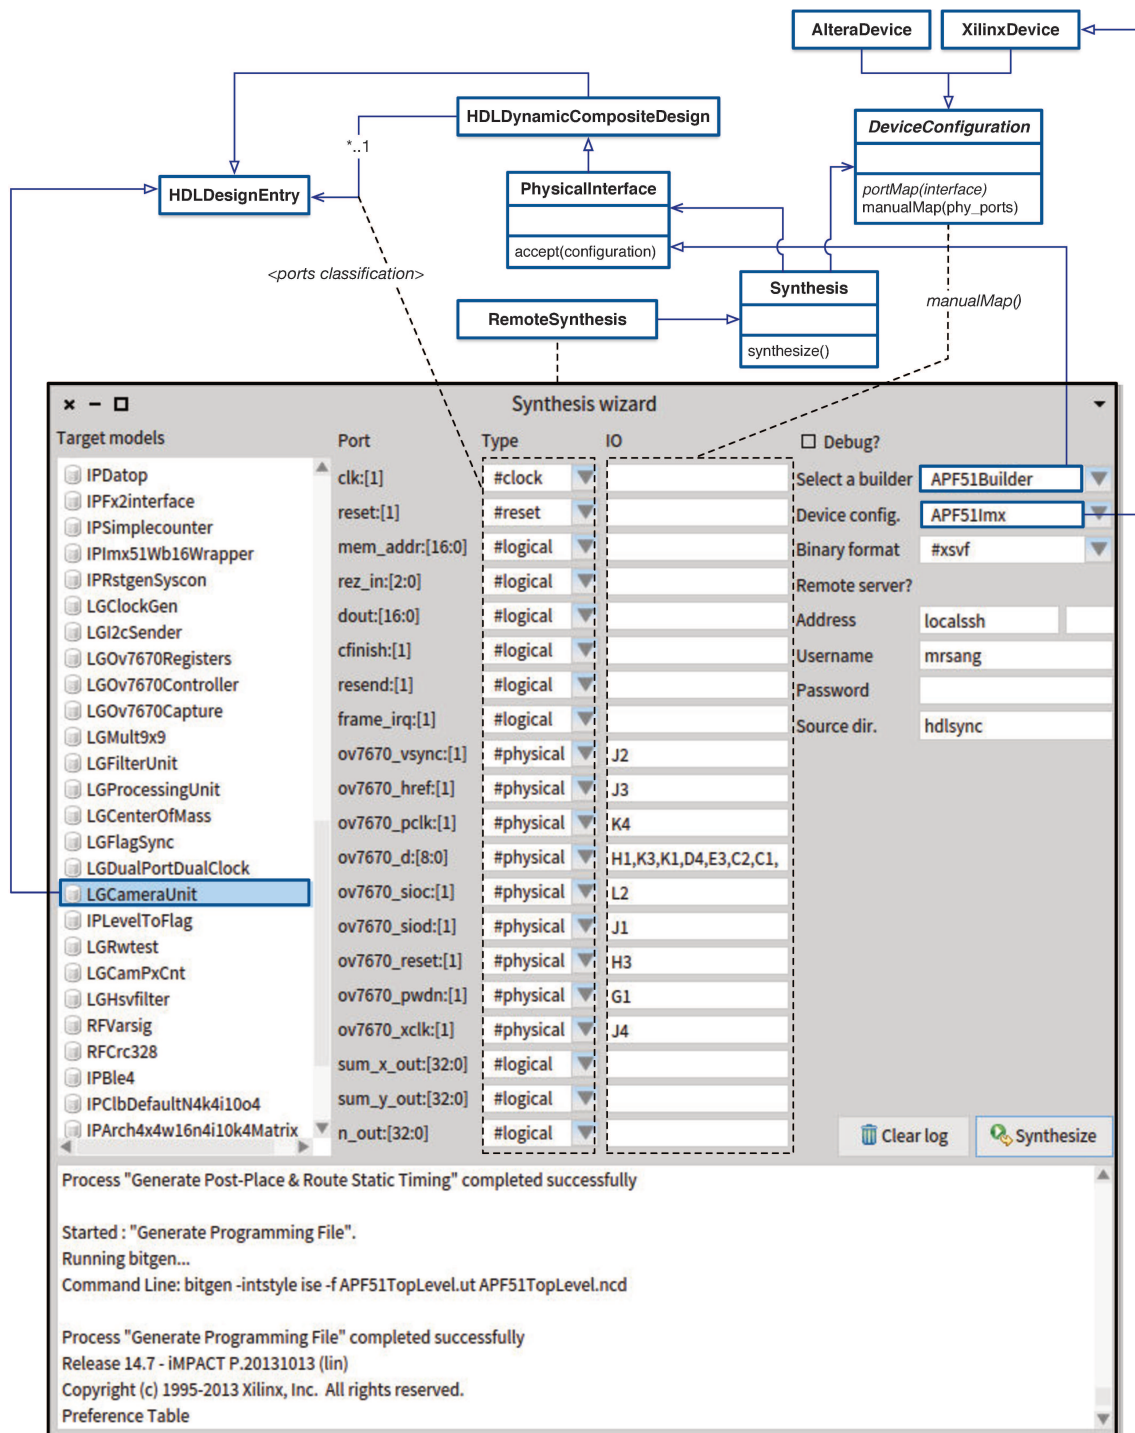 AlteraDevice
XilinxDevice
HDLDynamicCompositeDesign
DeviceConfiguration
*..1
HDLDesignEntry
PhysicalInterface
portMap(interface)
manualMap(phy_ports)
accept(configuration)
<ports classification>
Synthesis
manualMap()
RemoteSynthesis
synthesize()
Synthesis wizard
Target models
IPDatop
IPFx2interface
IPSimplecounter
IPImx51Wb16Wrapper
IPRstgenSyscon
LGClockGen
LGI2cSender
LGOv7670Registers
LGOv7670Controller
LGOv7670Capture
LGMult9x9
LGFilterUnit
LGProcessingUnit
LGCenterOfMass
LGFlagSync
LGDualPortDualClock
LGCameraUnit
IPLevelToFlag
LGRwtest
LGCamPxCnt
LGHsvfilter
RFVarsig
RFCrc328
IPBle4
IPClbDefaultN4k4i10o4
IPArch4x4w16n4i10k4Matrix
Port Type IO
clk:[1] #clock
reset:[1] #reset
mem_addr:[16:0] #logical
rez_in:[2:0] #logical
dout:[16:0] #logical
cfinish:[1] #logical
resend:[1] #logical
frame_irq:[1] #logical
ov7670_vsync:[1] #physical J2
ov7670_href:[1] #physical J3
ov7670_pclk:[1] #physical K4
ov7670_d:[8:0] #physical H1,K3,K1,D4,E3,C2,C1,
ov7670_sioc:[1] #physical L2
ov7670_siod:[1] #physical J1
ov7670_reset:[1] #physical H3
ov7670_pwdn:[1] #physical G1
ov7670_xclk:[1] #physical J4
sum_x_out:[32:0] #logical
sum_y_out:[32:0] #logical
n_out:[32:0] #logical
Debug?
Select a builder APF51Builder
Device config. APF51Imx
Binary format #xsvf
Remote server?
Address localssh
Username mrsang
Password
Source dir. hdlsync
Clear log
Synthesize
Process "Generate Post-Place & Route Static Timing" completed successfully
Started : "Generate Programming File".
Running bitgen...
Command Line: bitgen -intstyle ise -f APF51TopLevel.ut APF51TopLevel.ncd
Process "Generate Programming File" completed successfully
Release 14.7 - iMPACT P.20131013 (lin)
Copyright (c) 1995-2013 Xilinx, Inc.  All rights reserved.
Preference Table